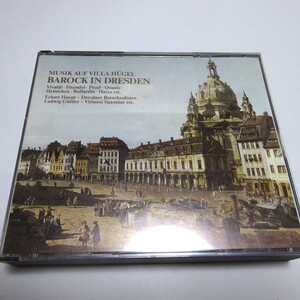 MUSIK AUF VILLA HÜGEL
BAROCK IN DRESDEN
Vivaldi · Pisendel · Pezel · Quantz
Heinichen · Buffardin · Hasse etc.
Eckart Haupt – Dresdner Barocksolisten
Ludwig Güttler – Virtuosi Saxoniae etc.